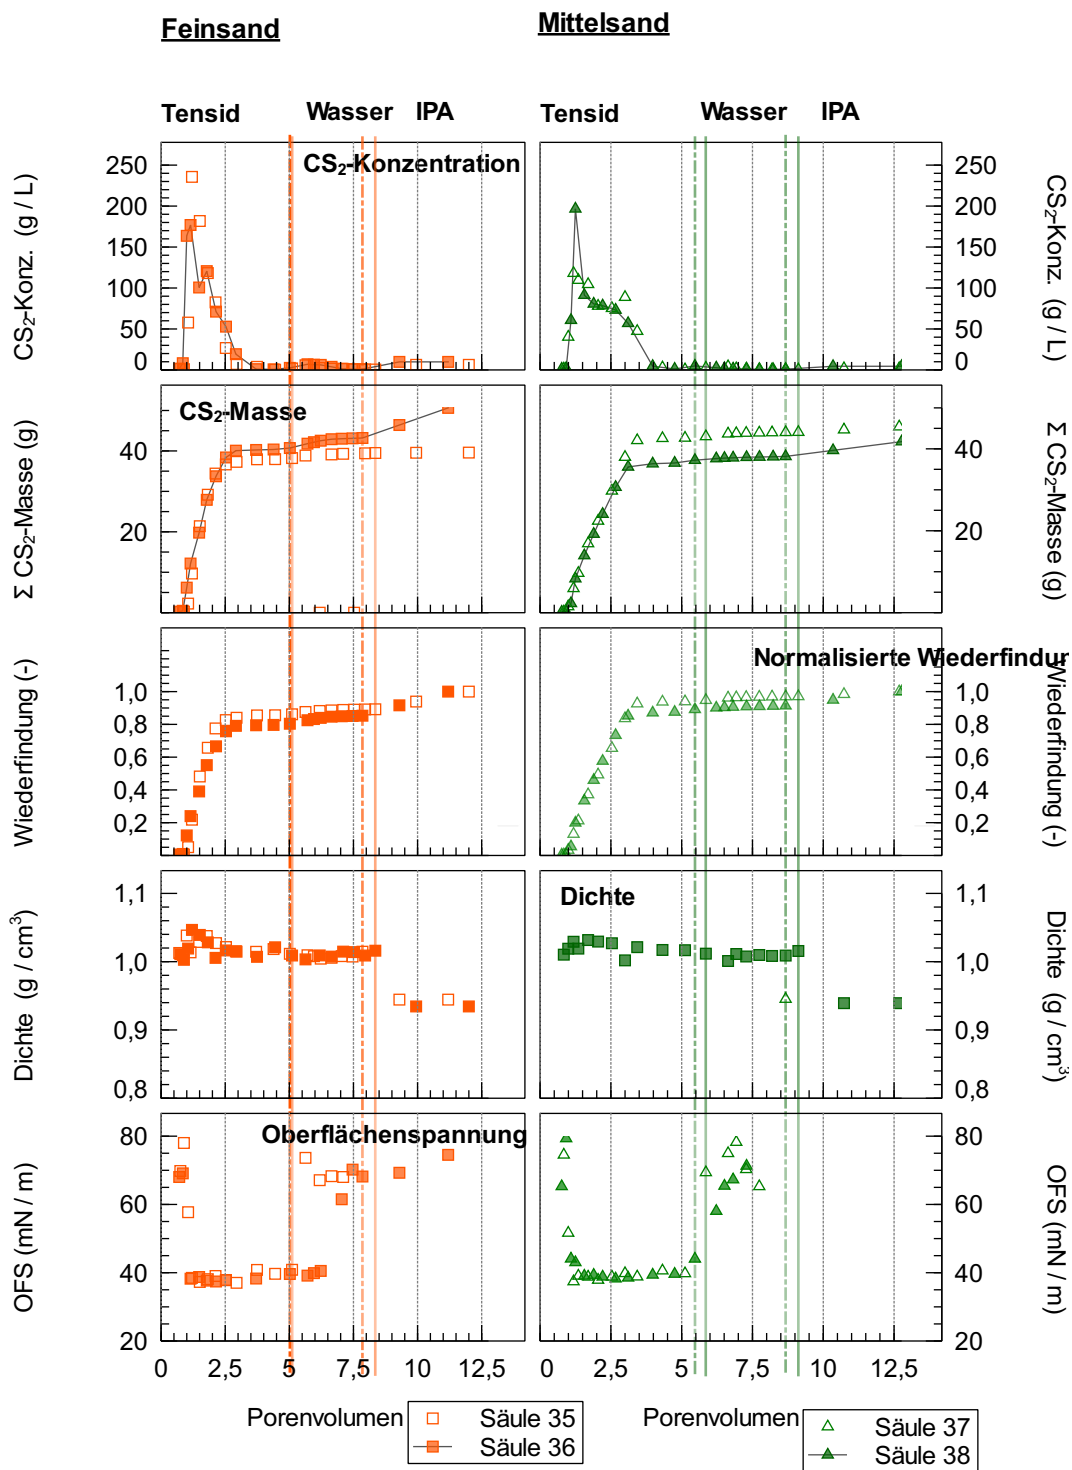 Feinsand
Mittelsand
Tensid Wasser IPA
Tensid Wasser IPA
CS₂-Konz. (g / L)
250
200
150
100
50
0
CS₂-Konzentration
250
200
150
100
50
0
CS₂-Konz. (g / L)
Σ CS₂-Masse (g)
40
20
CS₂-Masse
40
20
Σ CS₂-Masse (g)
Wiederfindung (-)
1,0
0,8
0,6
0,4
0,2
Normalisierte Wiederfindun
1,0
0,8
0,6
0,4
0,2
Wiederfindung (-)
Dichte (g / cm³)
1,1
1,0
0,9
0,8
Dichte
1,1
1,0
0,9
0,8
Dichte (g / cm³)
OFS (mN / m)
80
60
40
20
Oberflächenspannung
80
60
40
20
OFS (mN / m)
0 2,5 5 7,5 10 12,5
0 2,5 5 7,5 10 12,5
Porenvolumen
Säule 35
Säule 36
Porenvolumen
Säule 37
Säule 38